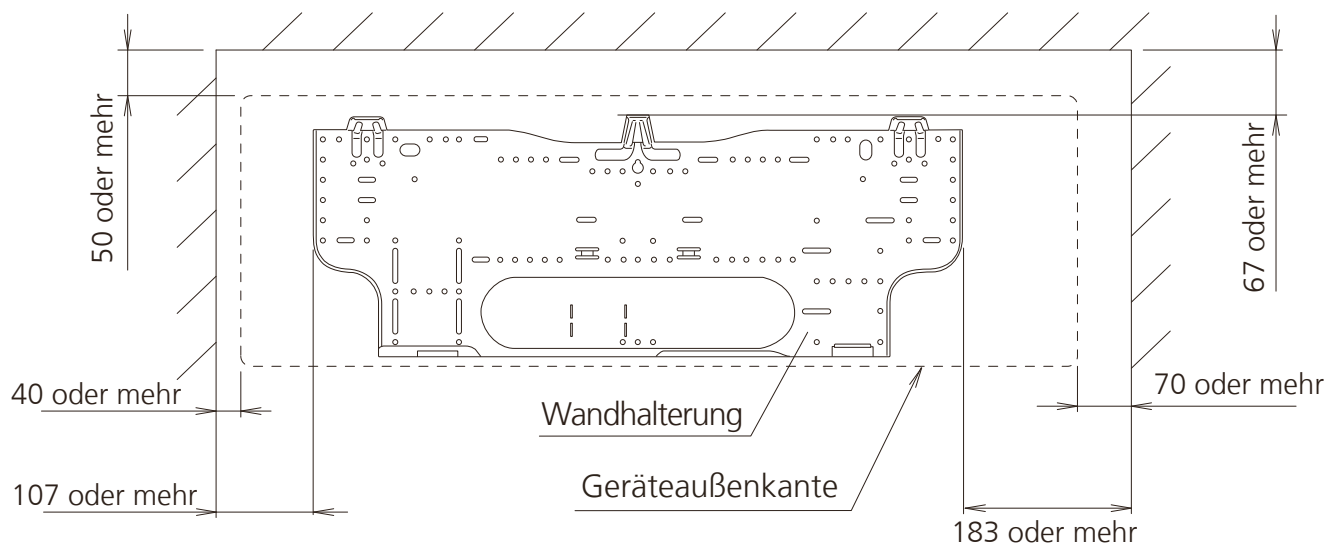 50 oder mehr
67 oder mehr
40 oder mehr
70 oder mehr
Wandhalterung
Geräteaußenkante
107 oder mehr
183 oder mehr